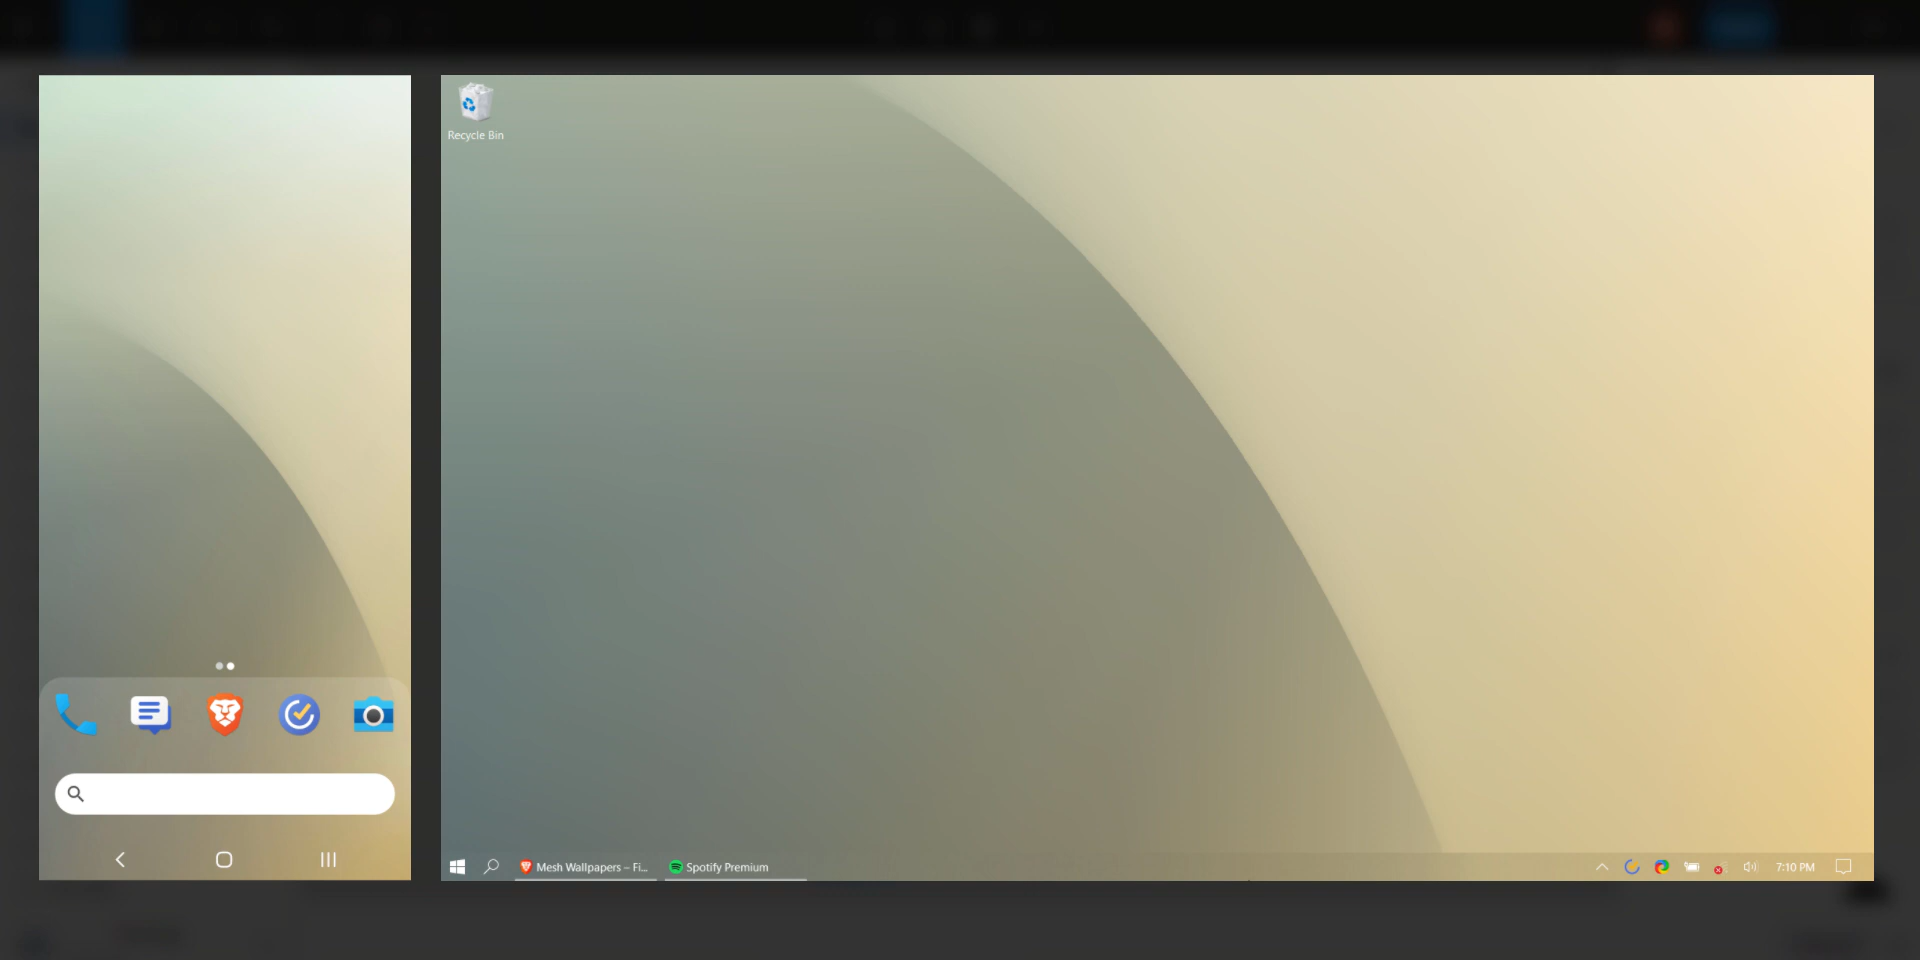 Recycle Bin
Mesh Wallpapers – Fi...
Spotify Premium
7:10 PM